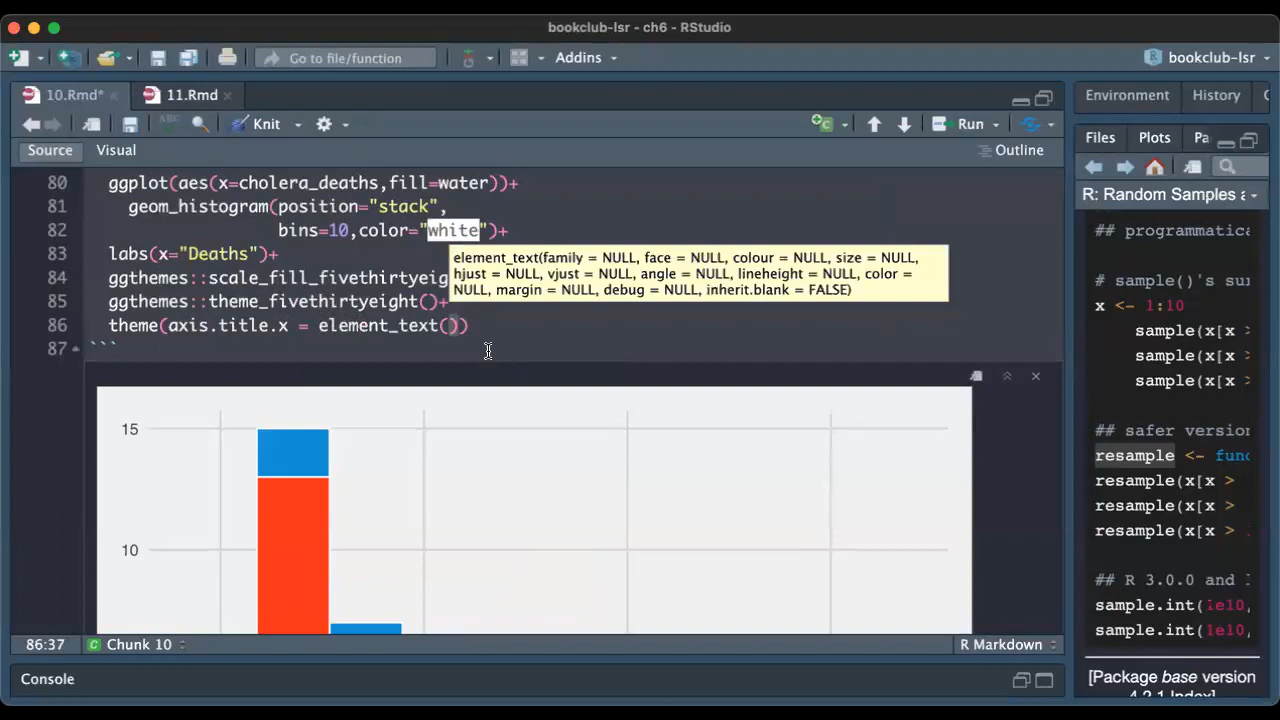 bookclub-lsr - ch6 - RStudio
Go to file/function
Addins
bookclub-lsr
10.Rmd*
11.Rmd
Environment
History
Knit
Run
Files
Plots
Pa
Source
Visual
Outline
R: Random Samples a
80 ggplot(aes(x=cholera_deaths,fill=water))+
81 geom_histogram(position="stack",
82 bins=10,color="white")+
83 labs(x="Deaths")+
84 ggthemes::scale_fill_fivethirtyeig
85 ggthemes::theme_fivethirtyeight()+
86 theme(axis.title.x = element_text())
87 ```
element_text(family = NULL, face = NULL, colour = NULL, size = NULL,
hjust = NULL, vjust = NULL, angle = NULL, lineheight = NULL, color =
NULL, margin = NULL, debug = NULL, inherit.blank = FALSE)
15
10
## programmatica
# sample()'s su
x <- 1:10
sample(x[x >
sample(x[x >
sample(x[x >
## safer version
resample <- func
resample(x[x >
resample(x[x >
resample(x[x >
## R 3.0.0 and
sample.int(1e10,
sample.int(1e10,
[Package base version
4.2.1 Index]
86:37
Chunk 10
R Markdown
Console